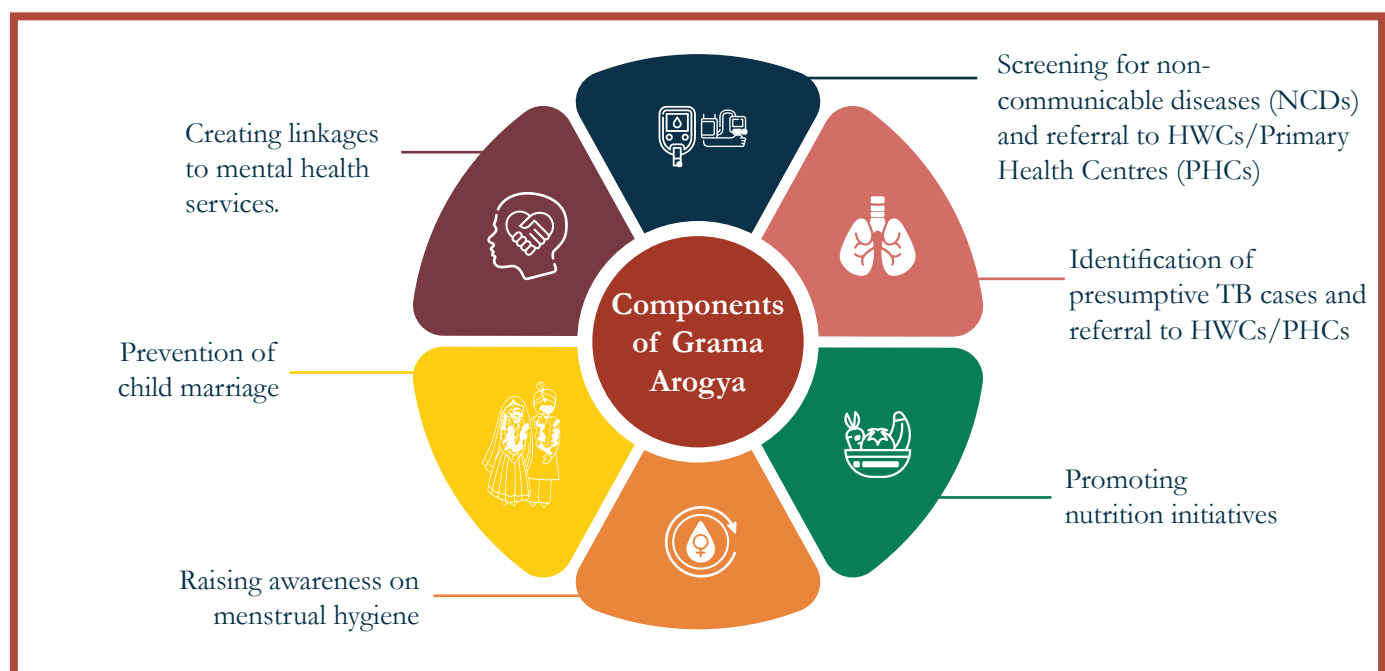 Screening for non-
communicable diseases (NCDs)
and referral to HWCs/Primary
Health Centres (PHCs)
Creating linkages
to mental health
services.
Identification of
presumptive TB cases and
referral to HWCs/PHCs
Components
of Grama
Arogya
Prevention of
child marriage
Promoting
nutrition initiatives
Raising awareness on
menstrual hygiene